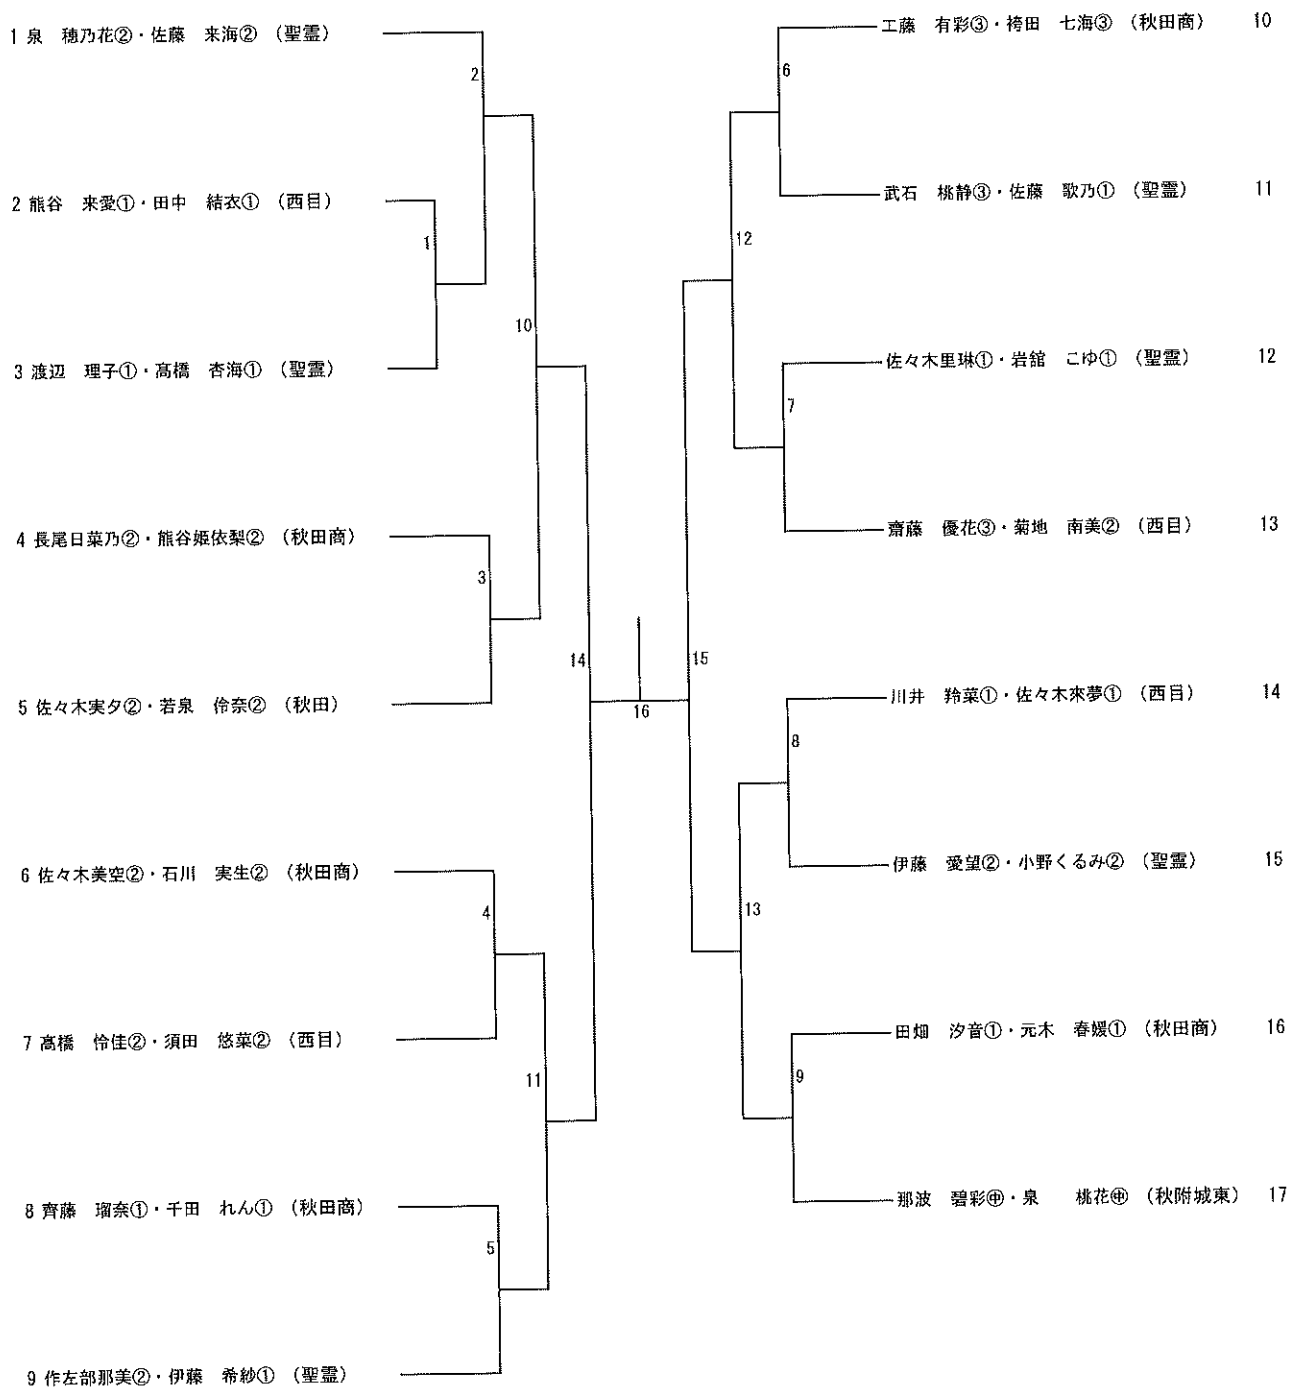 1 泉　穂乃花②・佐藤　来海② （聖霊）
2 熊谷　来愛①・田中　結衣① （西目）
3 渡辺　理子①・髙橋　杏海① （聖霊）
4 長尾日菜乃②・熊谷姫依梨② （秋田商）
5 佐々木実夕②・若泉　伶奈② （秋田）
6 佐々木美空②・石川　実生② （秋田商）
7 高橋　怜佳②・須田　悠菜② （西目）
8 齊藤　瑠奈①・千田　れん① （秋田商）
9 作左部那美②・伊藤　希紗① （聖霊）
2
1
10
3
14
4
11
5
16
工藤　有彩③・袴田　七海③ （秋田商） 10
武石　桃静③・佐藤　歌乃① （聖霊） 11
佐々木里琳①・岩舘　こゆ① （聖霊） 12
齋藤　優花③・菊地　南美② （西目） 13
川井　羚菜①・佐々木來夢① （西目） 14
伊藤　愛望②・小野くるみ② （聖霊） 15
田畑　汐音①・元木　春媛① （秋田商） 16
那波　碧彩㊥・泉　桃花㊥ （秋附城東） 17
6
12
7
15
8
13
9